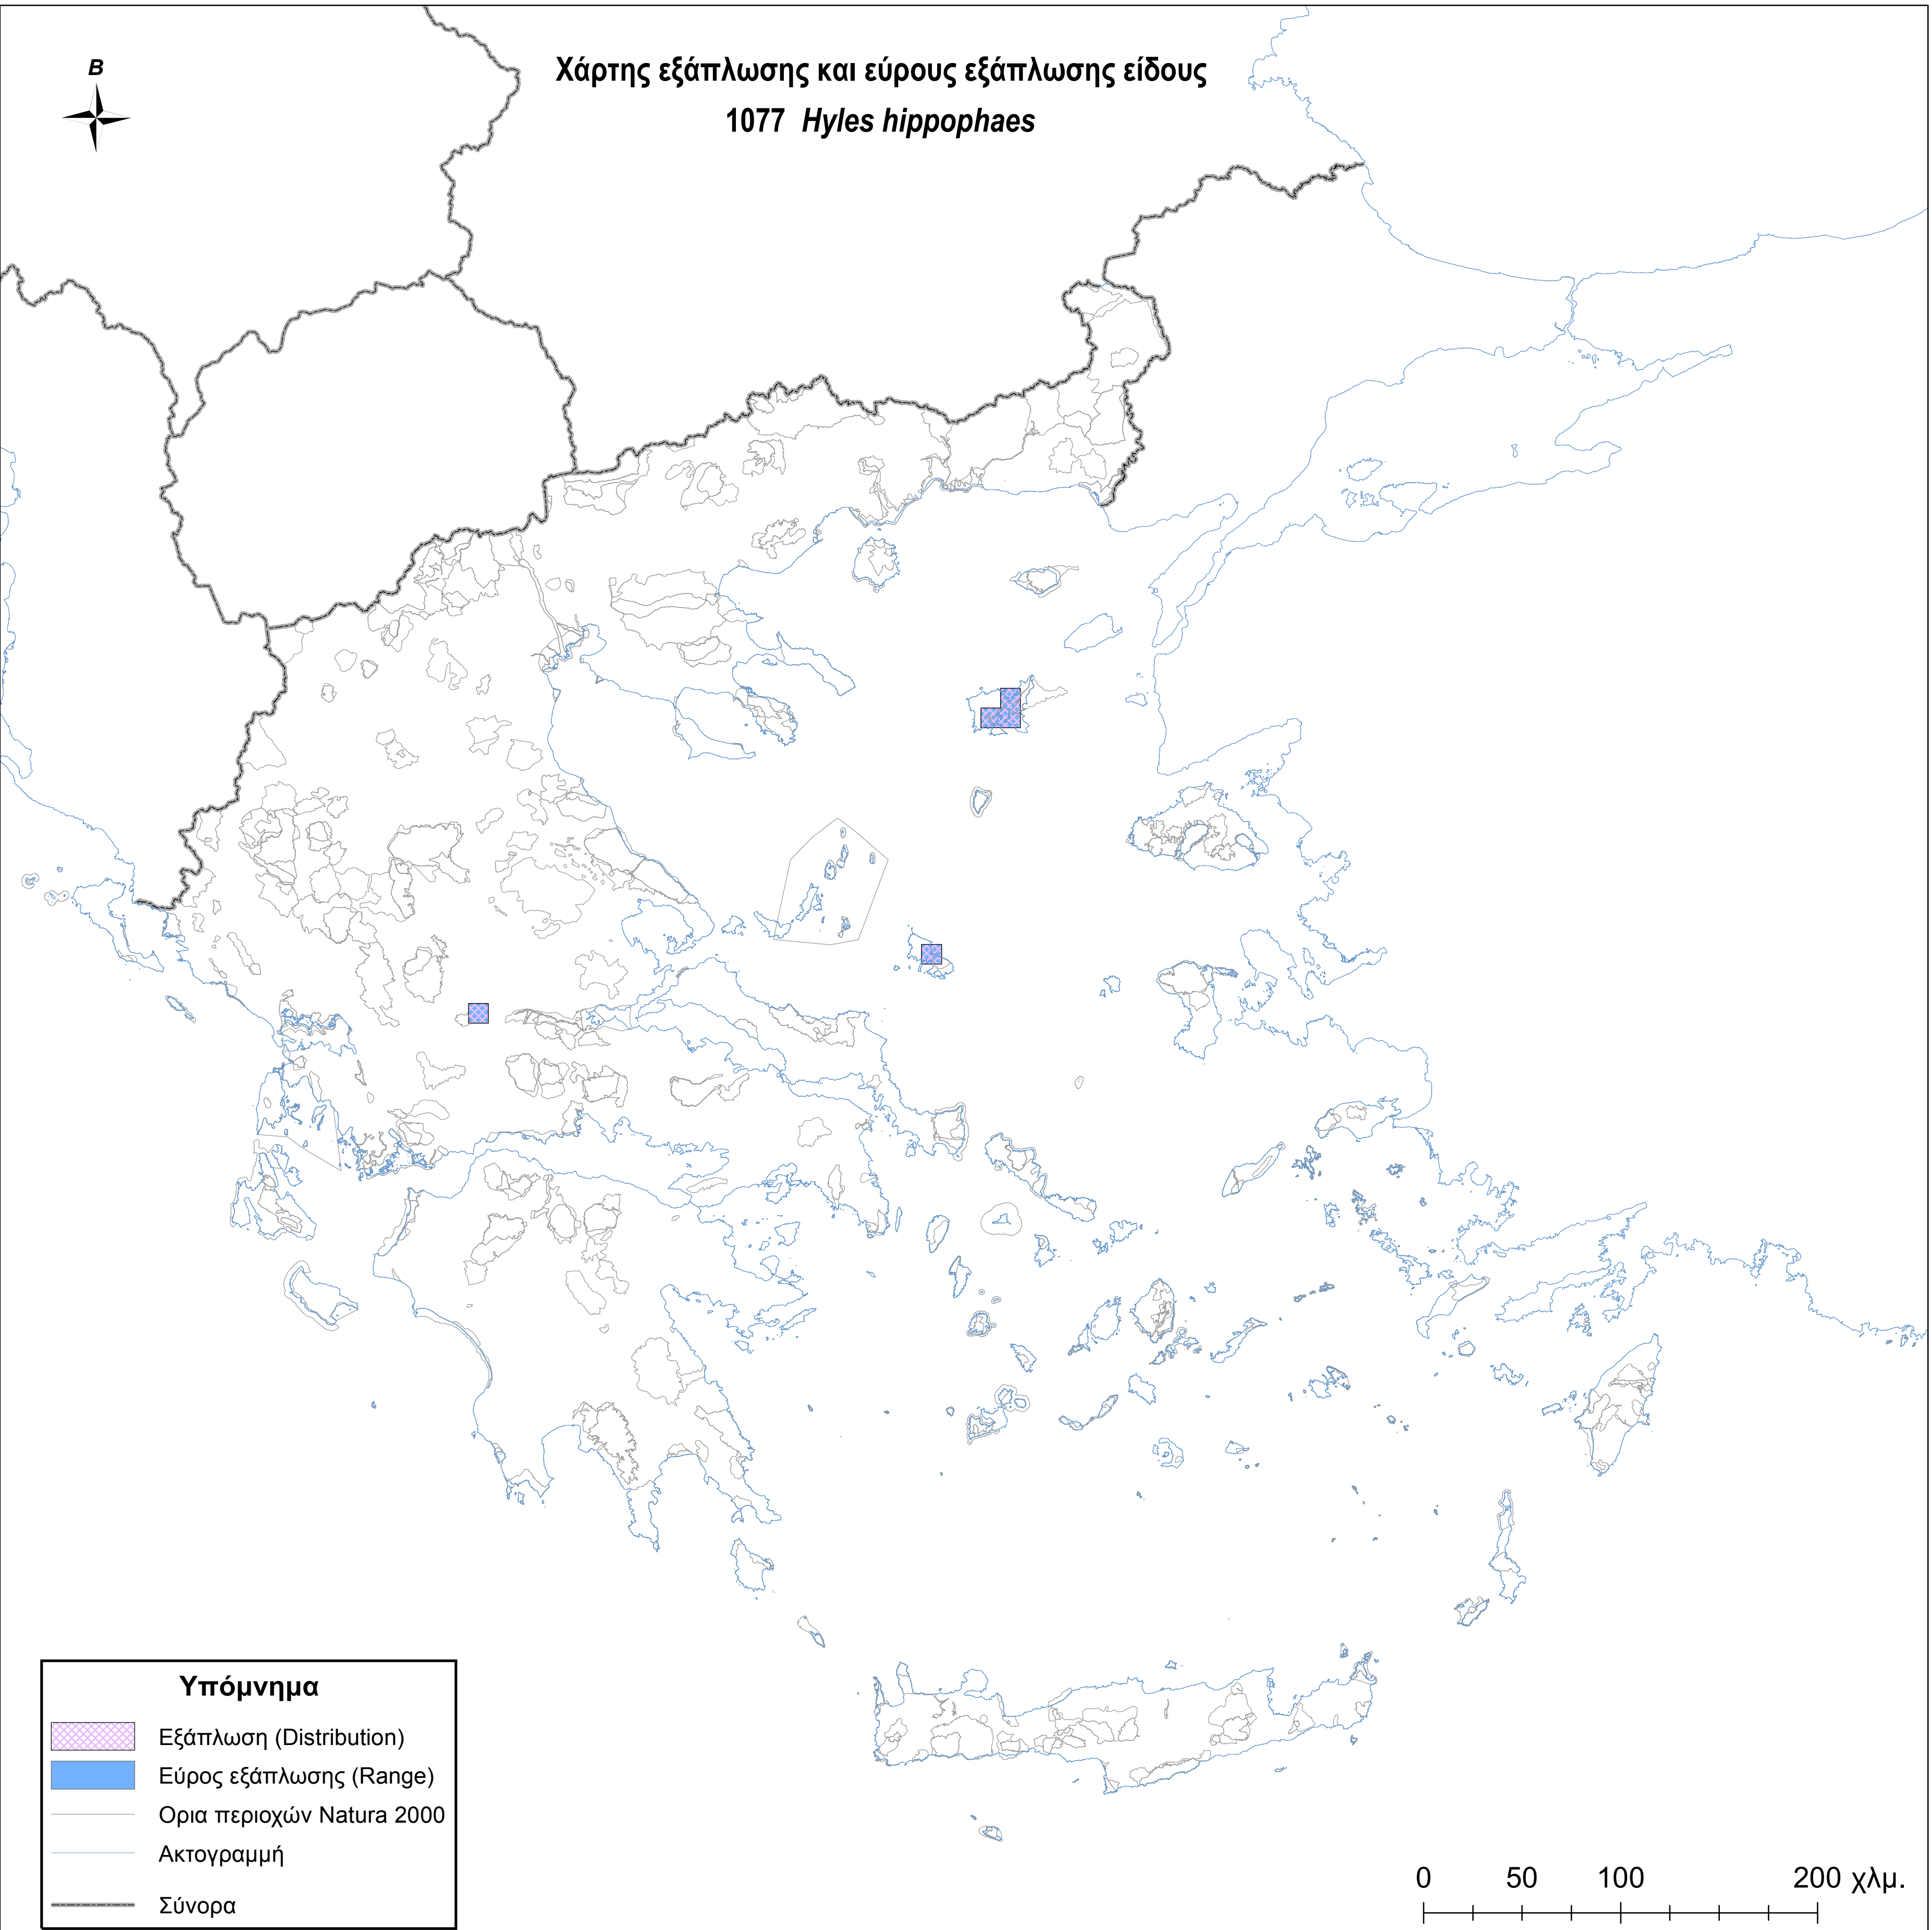 Β
Χάρτης εξάπλωσης και εύρους εξάπλωσης είδους
1077 Hyles hippophaes
Υπόμνημα
Εξάπλωση (Distribution)
Εύρος εξάπλωσης (Range)
Ορια περιοχών Natura 2000
Ακτογραμμή
Σύνορα
0 50 100 200 χλμ.